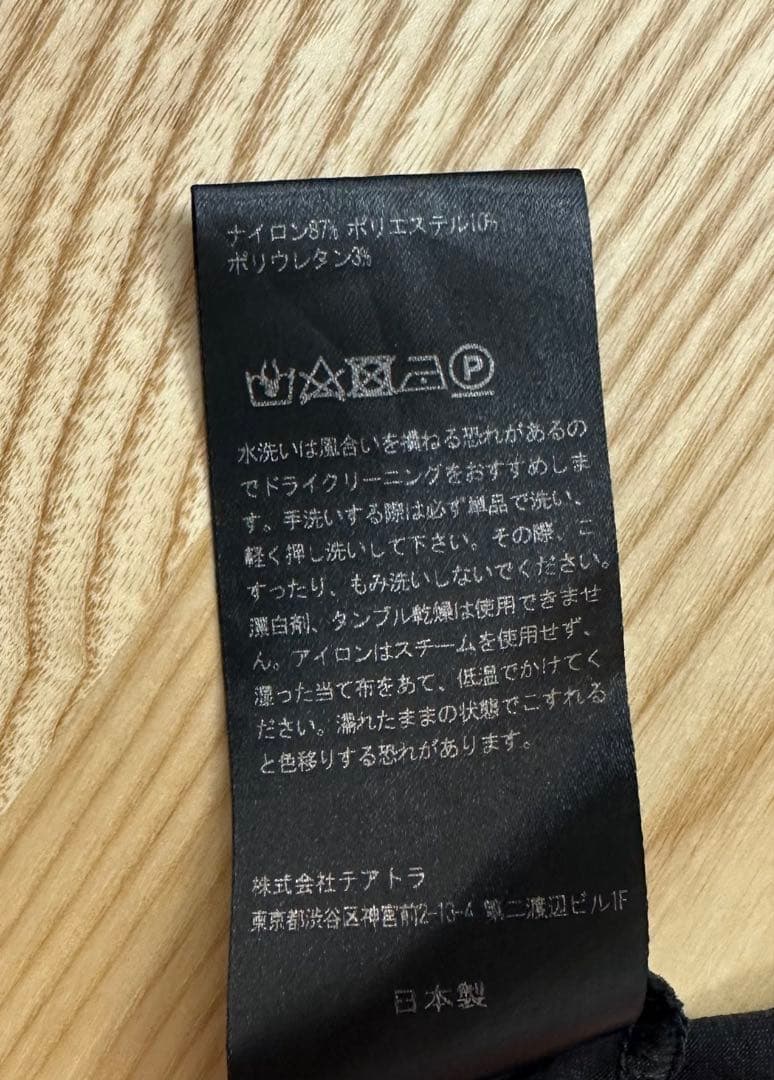 ナイロン87% ポリエステル10%
ポリウレタン3%
P
水洗いは風合いを損ねる恐れがあるの
でドライクリーニングをおすすめしま
す。手洗いする際は必ず単品で洗い、
軽く押し洗いして下さい。その際、こ
すったり、もみ洗いしないでください。
漂白剤、タンブル乾燥は使用できませ
ん。アイロンはスチームを使用せず、
湿った当て布をあて、低温でかけてく
ださい。濡れたままの状態でこすれる
と色移りする恐れがあります。
株式会社テアトラ
東京都渋谷区神宮前2-13-4 第二渡辺ビル1F
日本製